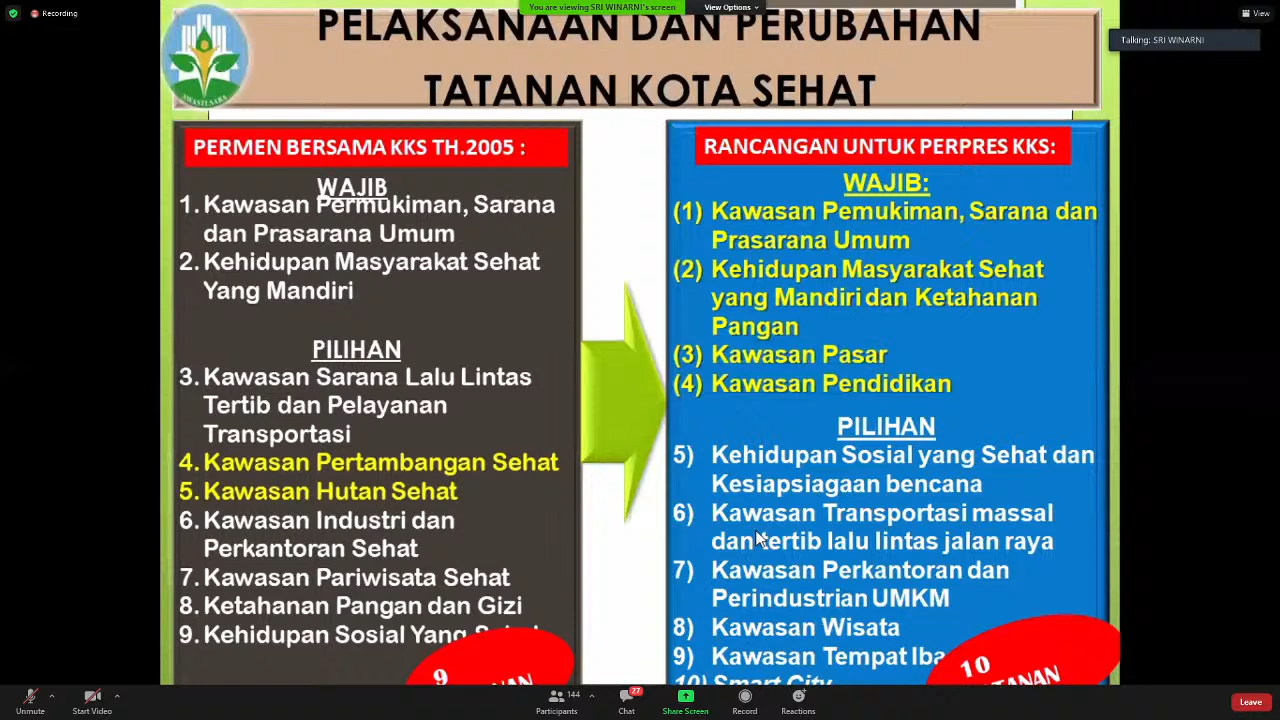 Recording
You are viewing SRI WINARNI's screen
View Options
View
Talking: SRI WINARNI
PELAKSANAAN DAN PERUBAHAN
TATANAN KOTA SEHAT
SWASTI SABA
PERMEN BERSAMA KKS TH.2005 :
WAJIB
1. Kawasan Permukiman, Sarana
dan Prasarana Umum
2. Kehidupan Masyarakat Sehat
Yang Mandiri
PILIHAN
3. Kawasan Sarana Lalu Lintas
Tertib dan Pelayanan
Transportasi
4. Kawasan Pertambangan Sehat
5. Kawasan Hutan Sehat
6. Kawasan Industri dan
Perkantoran Sehat
7. Kawasan Pariwisata Sehat
8. Ketahanan Pangan dan Gizi
9. Kehidupan Sosial Yang
9
RANCANGAN UNTUK PERPRES KKS:
WAJIB:
(1) Kawasan Pemukiman, Sarana dan
Prasarana Umum
(2) Kehidupan Masyarakat Sehat
yang Mandiri dan Ketahanan
Pangan
(3) Kawasan Pasar
(4) Kawasan Pendidikan
PILIHAN
5) Kehidupan Sosial yang Sehat dan
Kesiapsiagaan bencana
6) Kawasan Transportasi massal
dan tertib lalu lintas jalan raya
7) Kawasan Perkantoran dan
Perindustrian UMKM
8) Kawasan Wisata
9) Kawasan Tempat Iba
10) Smart City
10
Unmute
Start Video
144
Participants
27
Chat
Share Screen
Record
Reactions
Leave